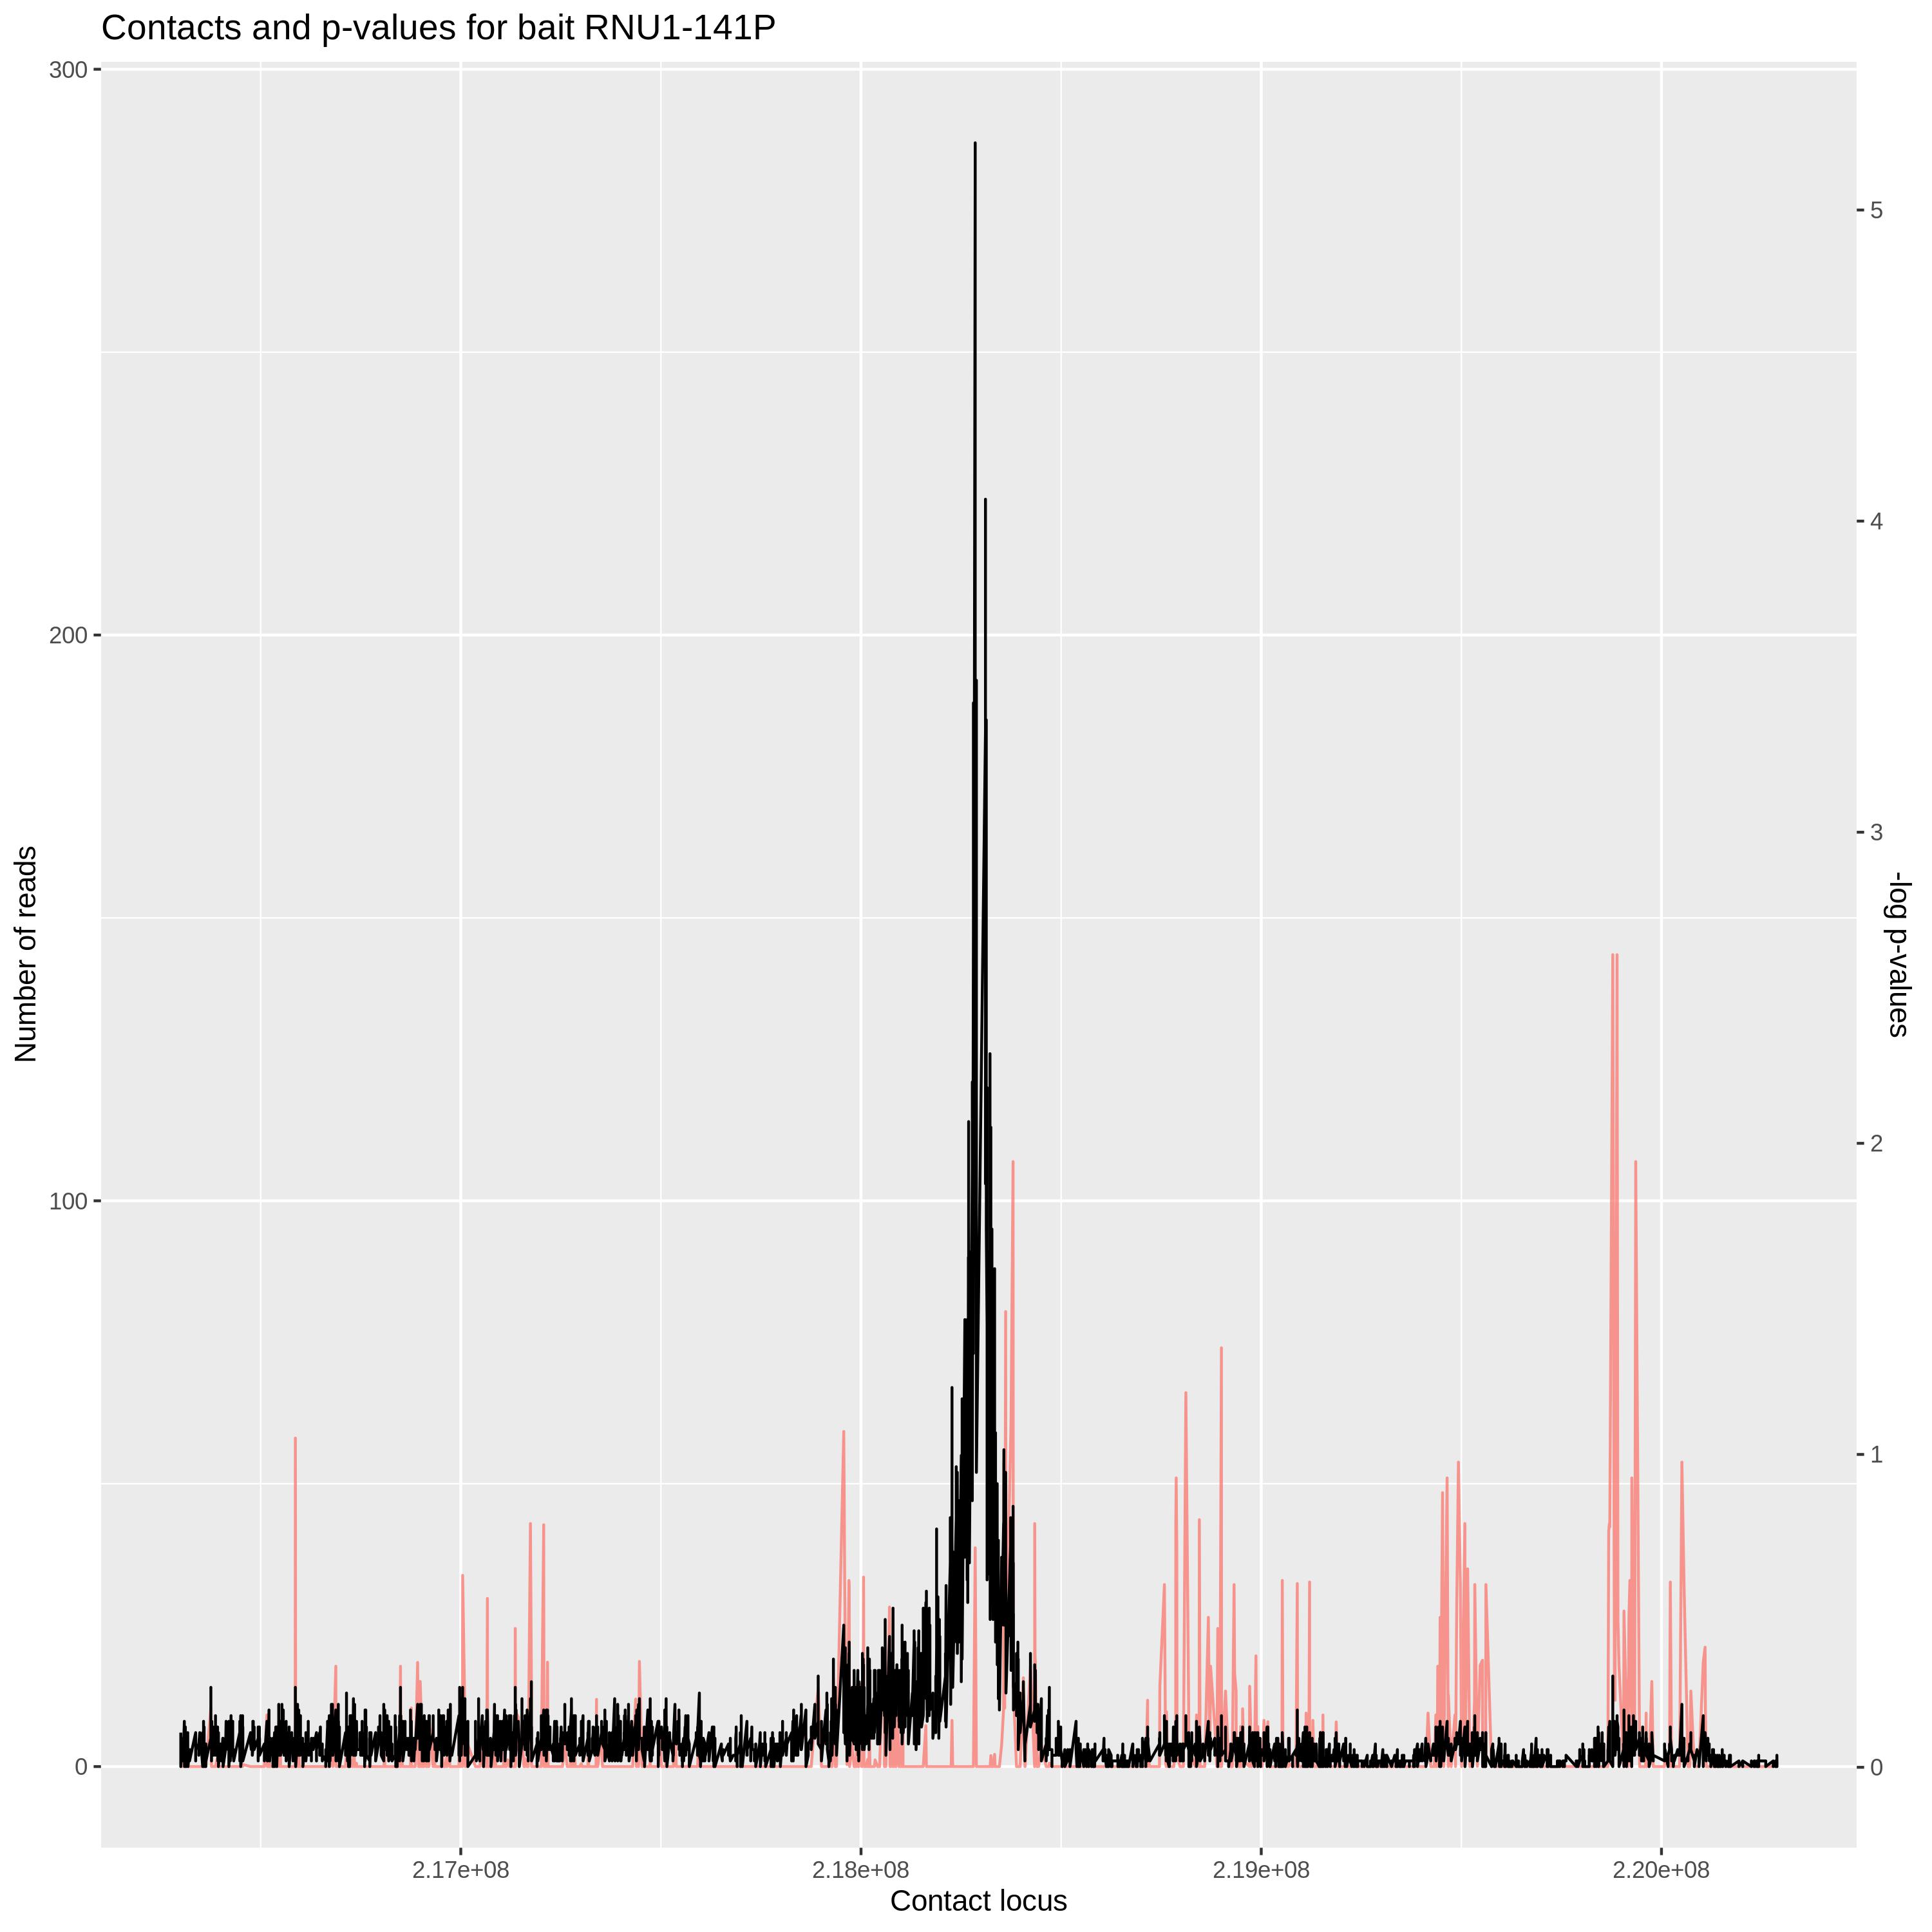 Contacts and p-values for bait RNU1-141P
300
200
100
0
Number of reads
5
4
3
2
1
0
-log p-values
2.17e+08
2.18e+08
2.19e+08
2.20e+08
Contact locus